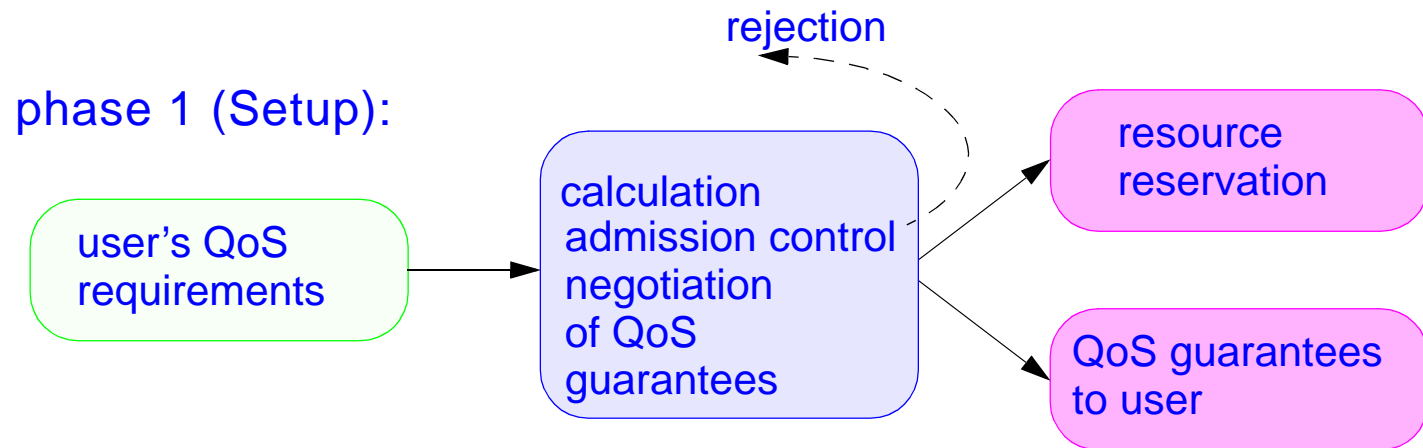 rejection
phase 1 (Setup):
user’s QoS
requirements
calculation
admission control
negotiation
of QoS
guarantees
resource
reservation
QoS guarantees
to user